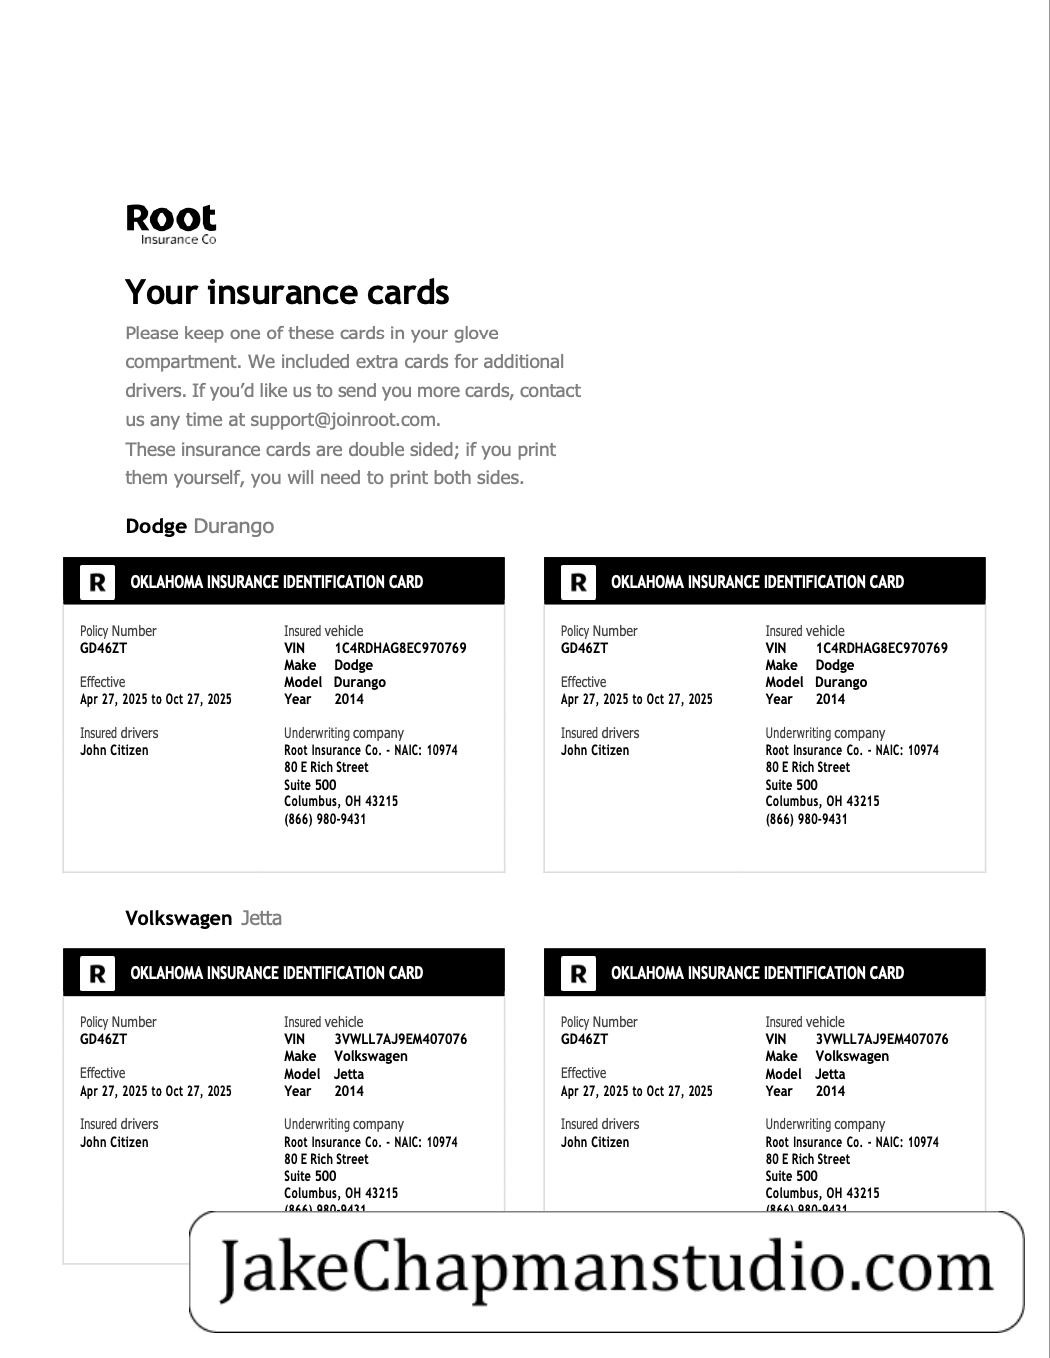 Root
Insurance Co
Your insurance cards
Please keep one of these cards in your glove
compartment. We included extra cards for additional
drivers. If you’d like us to send you more cards, contact
us any time at support@joinroot.com.
These insurance cards are double sided; if you print
them yourself, you will need to print both sides.
Dodge Durango
R OKLAHOMA INSURANCE IDENTIFICATION CARD
Policy Number
GD46ZT
Effective
Apr 27, 2025 to Oct 27, 2025
Insured drivers
John Citizen
Insured vehicle
VIN 1C4RDHAG8EC970769
Make Dodge
Model Durango
Year 2014
Underwriting company
Root Insurance Co. - NAIC: 10974
80 E Rich Street
Suite 500
Columbus, OH 43215
(866) 980-9431
R OKLAHOMA INSURANCE IDENTIFICATION CARD
Policy Number
GD46ZT
Effective
Apr 27, 2025 to Oct 27, 2025
Insured drivers
John Citizen
Insured vehicle
VIN 1C4RDHAG8EC970769
Make Dodge
Model Durango
Year 2014
Underwriting company
Root Insurance Co. - NAIC: 10974
80 E Rich Street
Suite 500
Columbus, OH 43215
(866) 980-9431
Volkswagen Jetta
R OKLAHOMA INSURANCE IDENTIFICATION CARD
Policy Number
GD46ZT
Effective
Apr 27, 2025 to Oct 27, 2025
Insured drivers
John Citizen
Insured vehicle
VIN 3VWLL7AJ9EM407076
Make Volkswagen
Model Jetta
Year 2014
Underwriting company
Root Insurance Co. - NAIC: 10974
80 E Rich Street
Suite 500
Columbus, OH 43215
(866) 980-9431
R OKLAHOMA INSURANCE IDENTIFICATION CARD
Policy Number
GD46ZT
Effective
Apr 27, 2025 to Oct 27, 2025
Insured drivers
John Citizen
Insured vehicle
VIN 3VWLL7AJ9EM407076
Make Volkswagen
Model Jetta
Year 2014
Underwriting company
Root Insurance Co. - NAIC: 10974
80 E Rich Street
Suite 500
Columbus, OH 43215
(866) 980-9431
JakeChapmanstudio.com